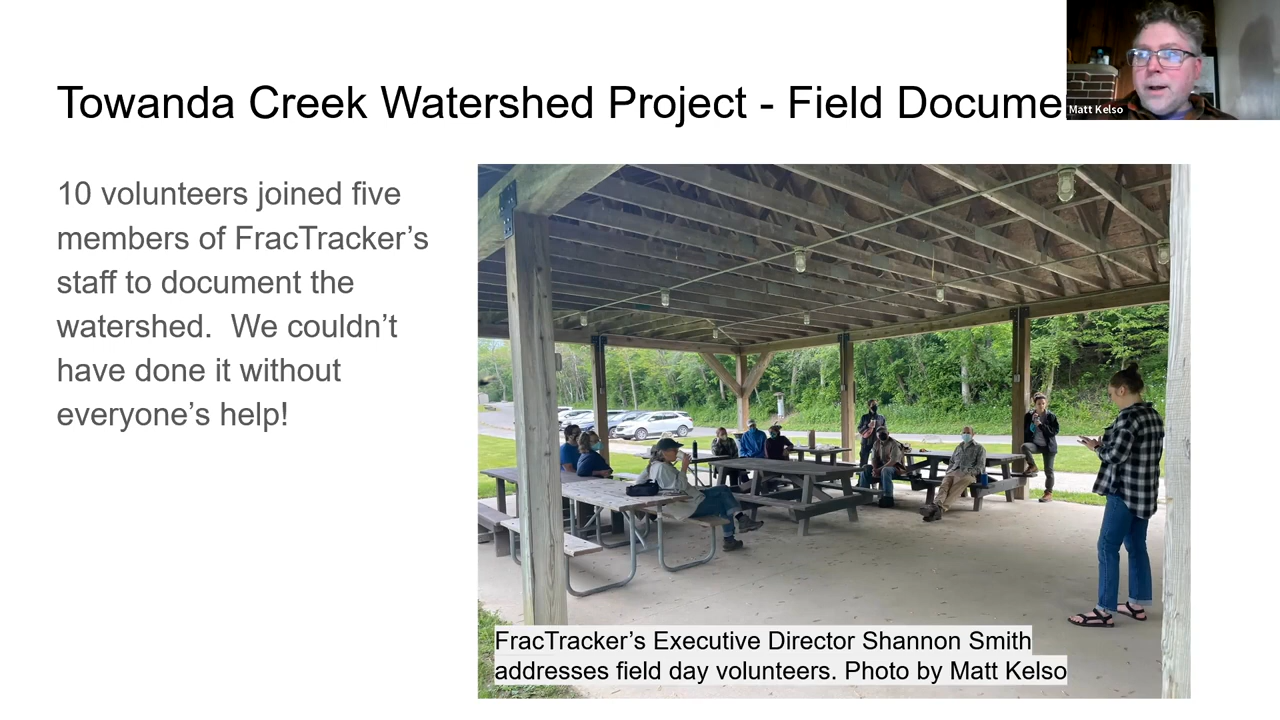 Towanda Creek Watershed Project - Field Docume
Matt Kelso
10 volunteers joined five
members of FracTracker’s
staff to document the
watershed.  We couldn’t
have done it without
everyone’s help!
FracTracker’s Executive Director Shannon Smith
addresses field day volunteers. Photo by Matt Kelso